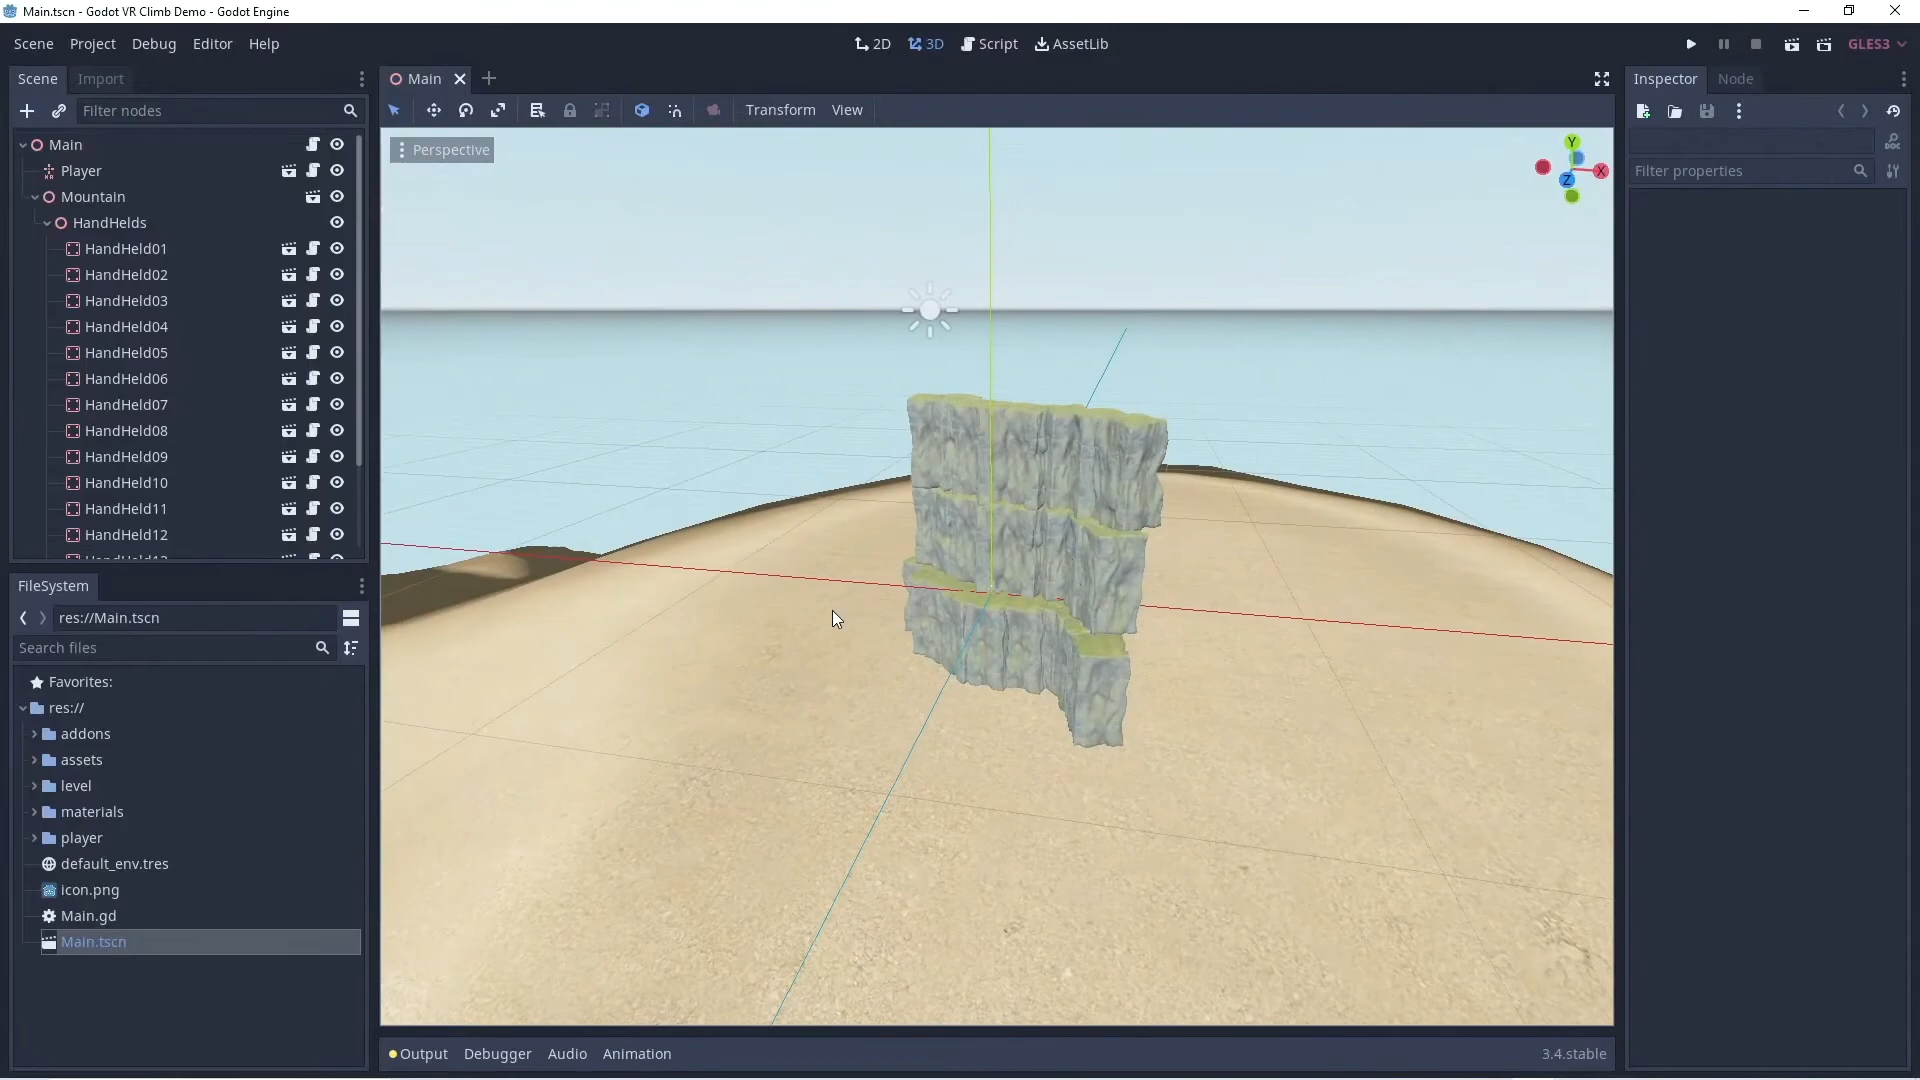 Main.tscn - Godot VR Climb Demo - Godot Engine
Scene Project Debug Editor Help
2D 3D Script AssetLib
GLES3
Scene Import
Main
Inspector Node
Filter nodes
Transform View
Main
Player
Mountain
HandHelds
HandHeld01
HandHeld02
HandHeld03
HandHeld04
HandHeld05
HandHeld06
HandHeld07
HandHeld08
HandHeld09
HandHeld10
HandHeld11
HandHeld12
FileSystem
res://Main.tscn
Search files
Favorites:
res://
addons
assets
level
materials
player
default_env.tres
icon.png
Main.gd
Main.tscn
Perspective
Y
X
Z
Output Debugger Audio Animation
3.4.stable
DOC
Filter properties